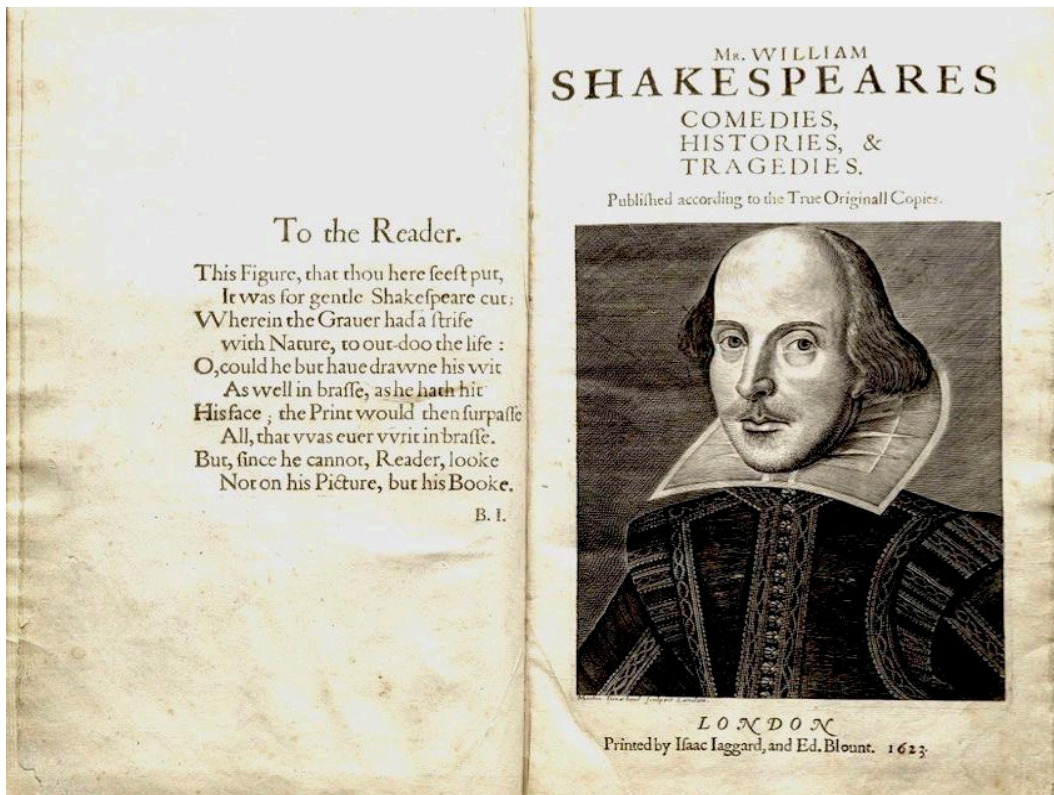 To the Reader.
This Figure, that thou here ſeeſt put,
It was for gentle Shakeſpeare cut:
Wherein the Grauer had a ſtrife
with Nature, to out-doo the life :
O, could he but haue drawne his wit
As well in braſſe, as he hath hit
His face ; the Print would then ſurpaſſe
All, that vvas euer vvrit in braſſe.
But, ſince he cannot, Reader, looke
Not on his Picture, but his Booke.
B. I.
Mr. WILLIAM
SHAKESPEARES
COMEDIES,
HISTORIES, &
TRAGEDIES.
Publiſhed according to the True Originall Copies.
Martin Droeshout ſculpſit London.
LONDON
Printed by Iſaac Iaggard, and Ed. Blount. 1623.